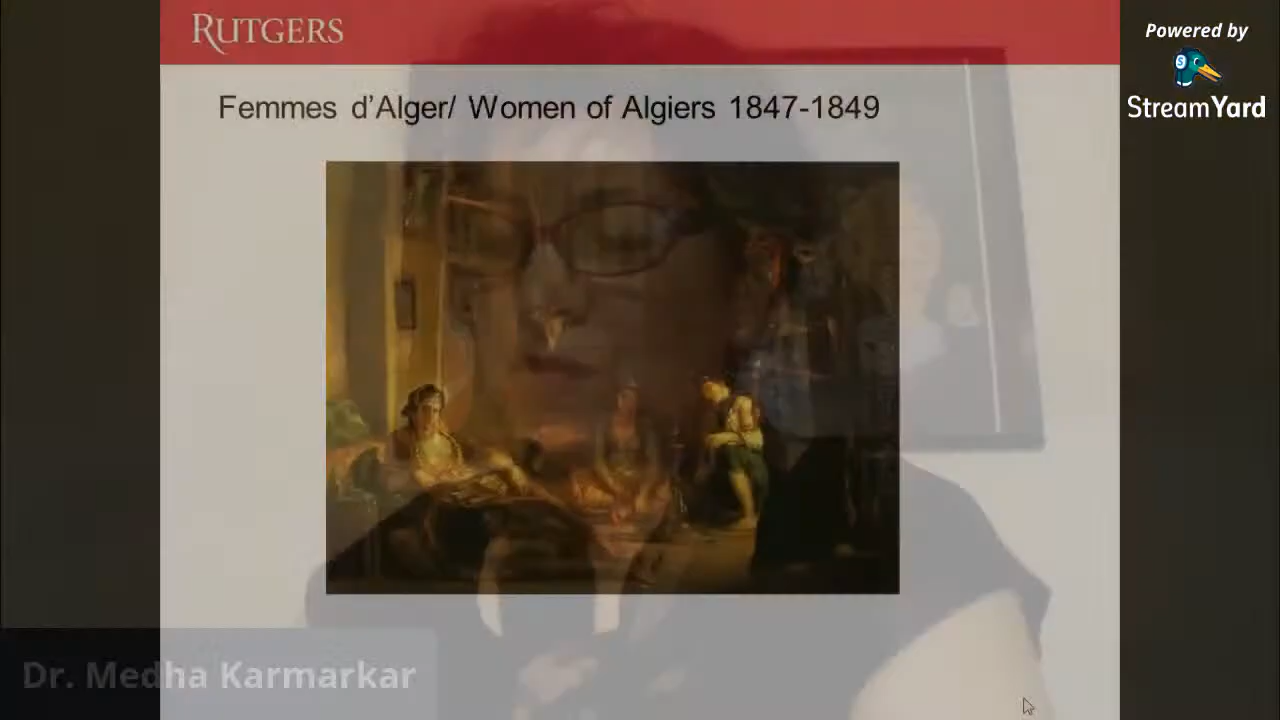 RUTGERS
Powered by
StreamYard
Femmes d’Alger/ Women of Algiers 1847-1849
Dr. Medha Karmarkar